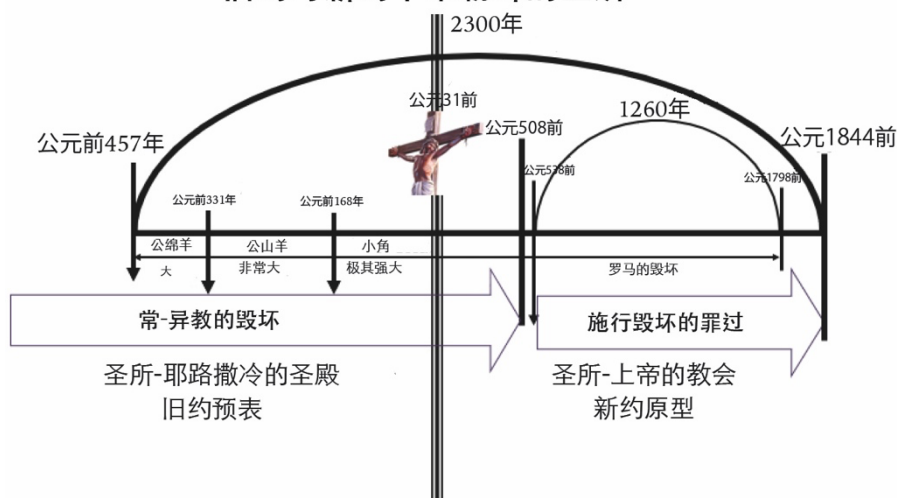 2300年
公元31前
1260年
公元508前
公元前457年
公元1844前
公元538前
公元1798前
公元前331年
公元前168年
公绵羊
公山羊
小角
大
非常大
极其强大
罗马的毁坏
常-异教的毁坏
施行毁坏的罪过
圣所-耶路撒冷的圣殿
旧约预表
圣所-上帝的教会
新约原型